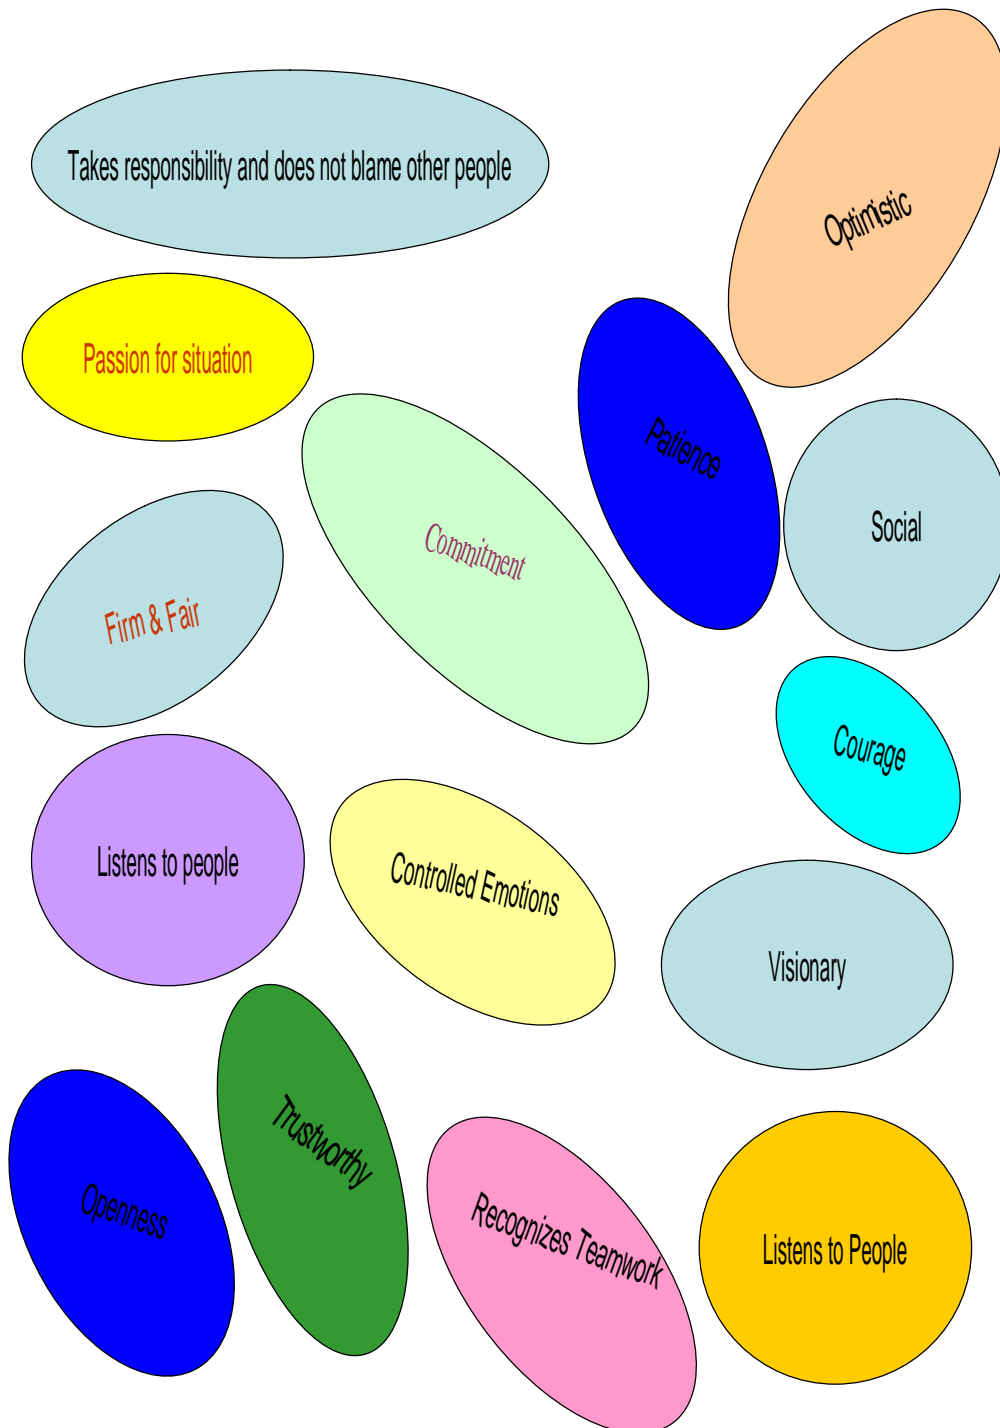 Takes responsibility and does not blame other people
Optimistic
Passion for situation
Patience
Commitment
Social
Firm & Fair
Courage
Listens to people
Controlled Emotions
Visionary
Trustworthy
Openness
Recognizes Teamwork
Listens to People